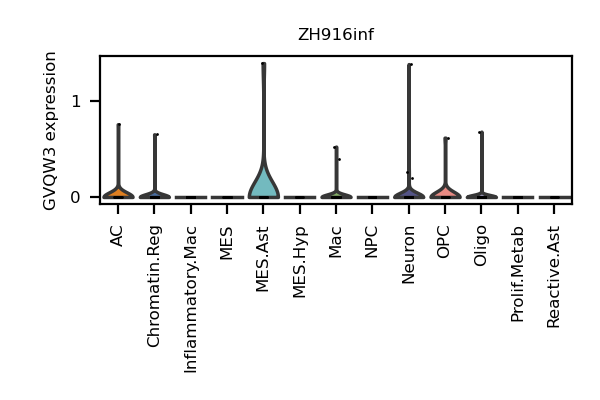 ZH916inf
GVQW3 expression
1
0
AC
Chromatin.Reg
Inflammatory.Mac
MES
MES.Ast
MES.Hyp
Mac
NPC
Neuron
OPC
Oligo
Prolif.Metab
Reactive.Ast